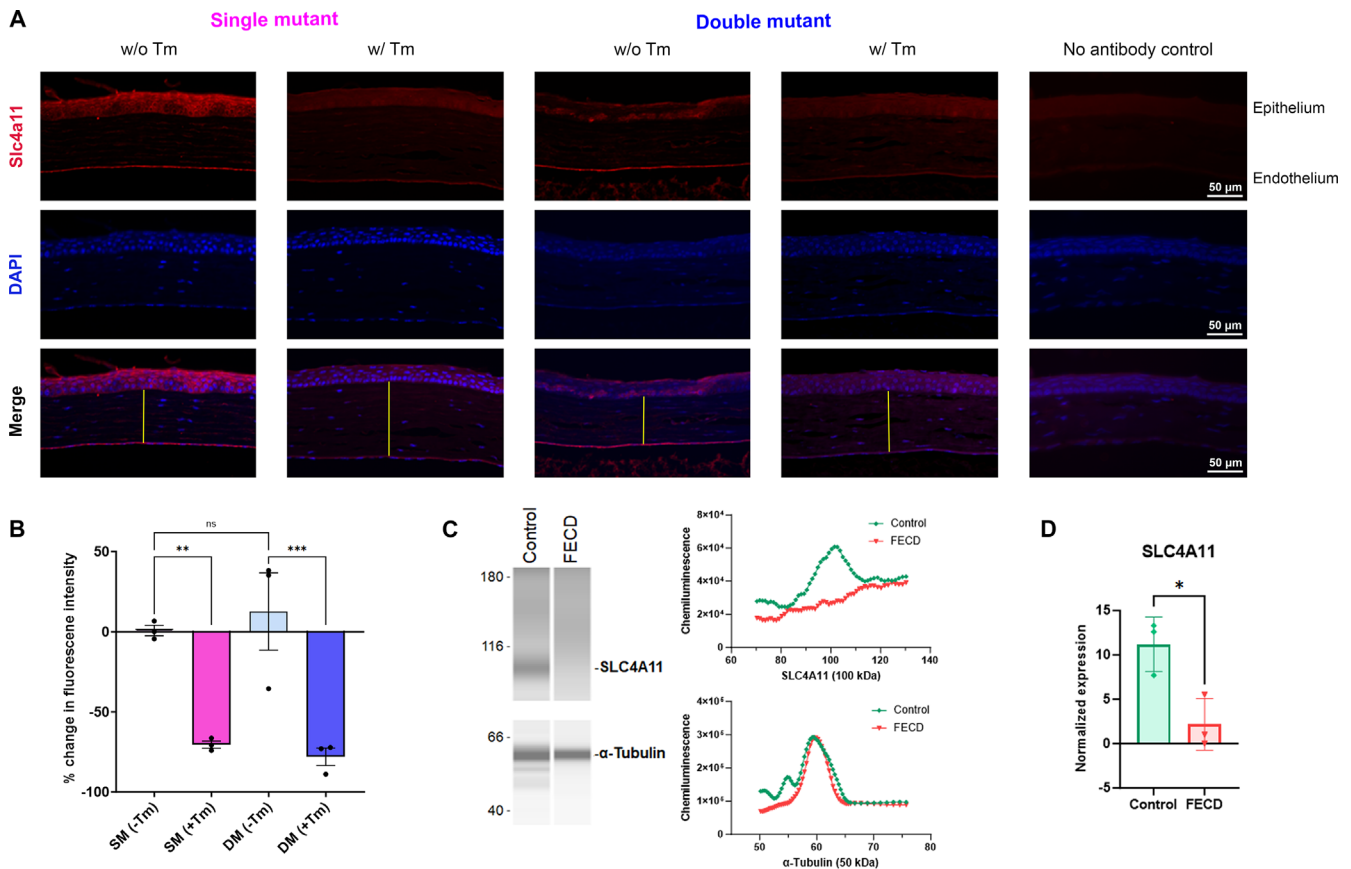 A
Single mutant
Double mutant
w/o Tm
w/ Tm
w/o Tm
w/ Tm
No antibody control
Slc4a11
Epithelium
Endothelium
50 µm
DAPI
50 µm
Merge
50 µm
B
ns
**
***
% change in fluorescene intensity
50
0
-50
-100
SM (-Tm)
SM (+Tm)
DM (-Tm)
DM (+Tm)
C
Control
FECD
180 -
116 -
-SLC4A11
66 -
-α-Tubulin
40 -
Chemiluminescence
8×10⁴
6×10⁴
4×10⁴
2×10⁴
0
60 80 100 120 140
SLC4A11 (100 kDa)
Control
FECD
Chemiluminescence
4×10⁵
3×10⁵
2×10⁵
1×10⁵
0
50 60 70 80
α-Tubulin (50 kDa)
Control
FECD
D
SLC4A11
*
Normalized expression
15
10
5
0
-5
Control
FECD